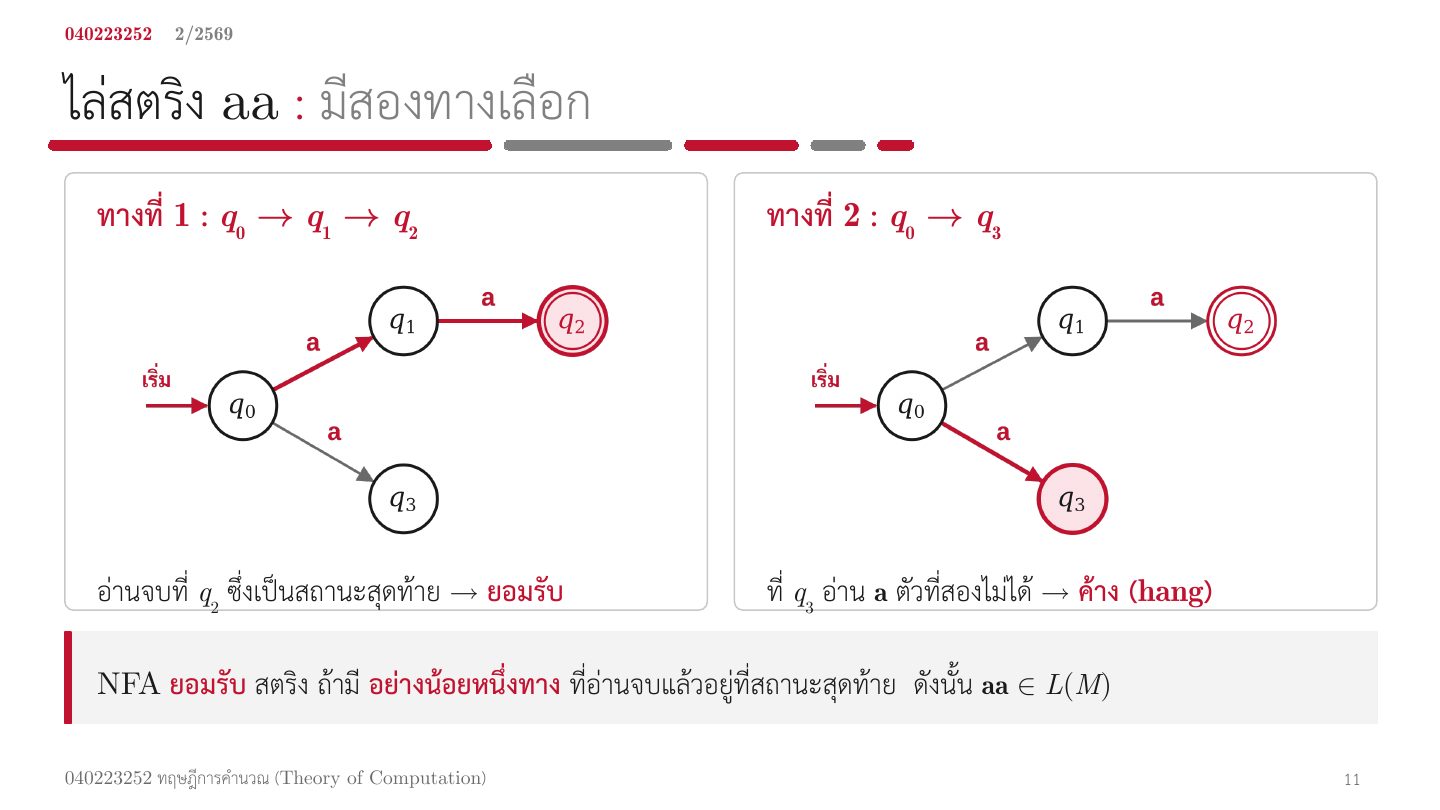 040223252 2/2569
ไล่สตริง aa : มีสองทางเลือก
ทางที่ 1 : q₀ → q₁ → q₂
a
a
q₁
q₂
เริ่ม
q₀
a
q₃
อ่านจบที่ q₂ ซึ่งเป็นสถานะสุดท้าย → ยอมรับ
ทางที่ 2 : q₀ → q₃
a
a
q₁
q₂
เริ่ม
q₀
a
q₃
ที่ q₃ อ่าน a ตัวที่สองไม่ได้ → ค้าง (hang)
NFA ยอมรับ สตริง ถ้ามี อย่างน้อยหนึ่งทาง ที่อ่านจบแล้วอยู่ที่สถานะสุดท้าย ดังนั้น aa ∈ L(M)
040223252 ทฤษฎีการคำนวณ (Theory of Computation)
11